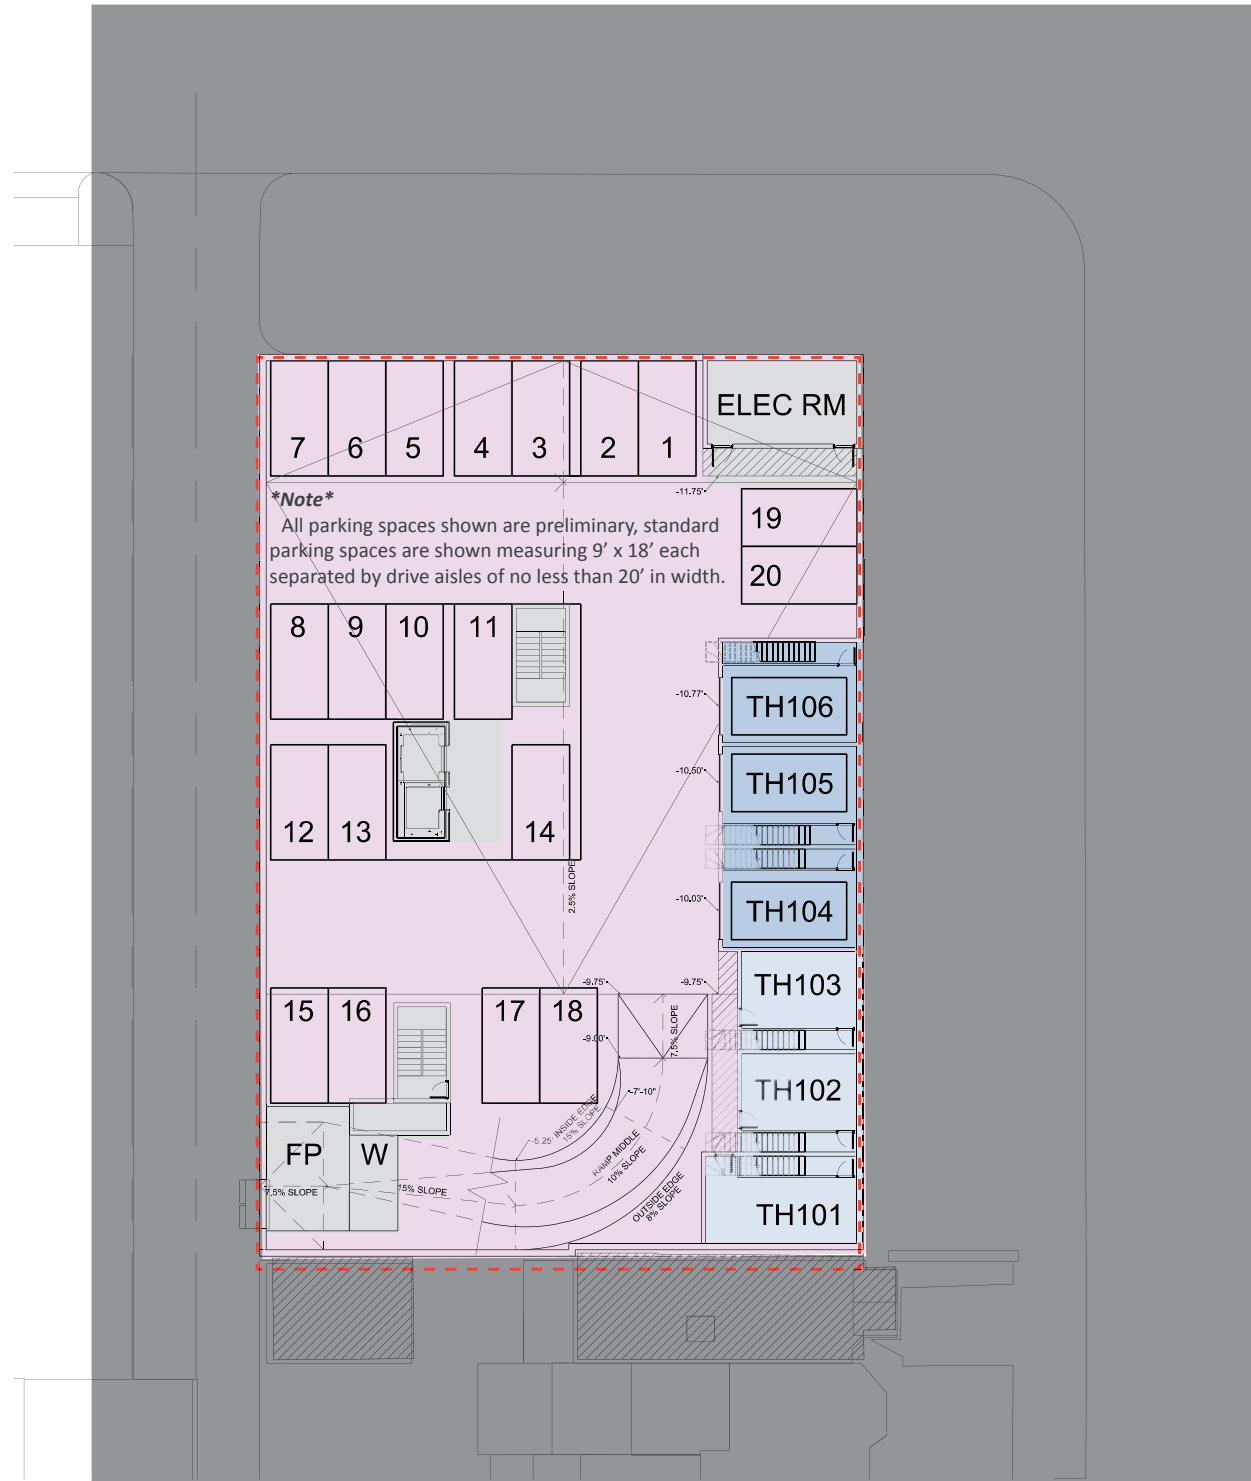 ELEC RM
7 6 5 4 3 2 1
-11.75'
*Note*
All parking spaces shown are preliminary, standard
parking spaces are shown measuring 9’ x 18’ each
separated by drive aisles of no less than 20’ in width.
19
20
8 9 10 11
-10.77'
TH106
-10.50'
TH105
12 13 14
2.5% SLOPE
-10.03'
TH104
-9.75'
-9.75'
TH103
15 16 17 18
7.5% SLOPE
-9.00'
-7'-10"
TH102
INSIDE EDGE
15% SLOPE
-5.25'
RAMP MIDDLE
10% SLOPE
FP W
7.5% SLOPE
15% SLOPE
OUTSIDE EDGE
8% SLOPE
TH101